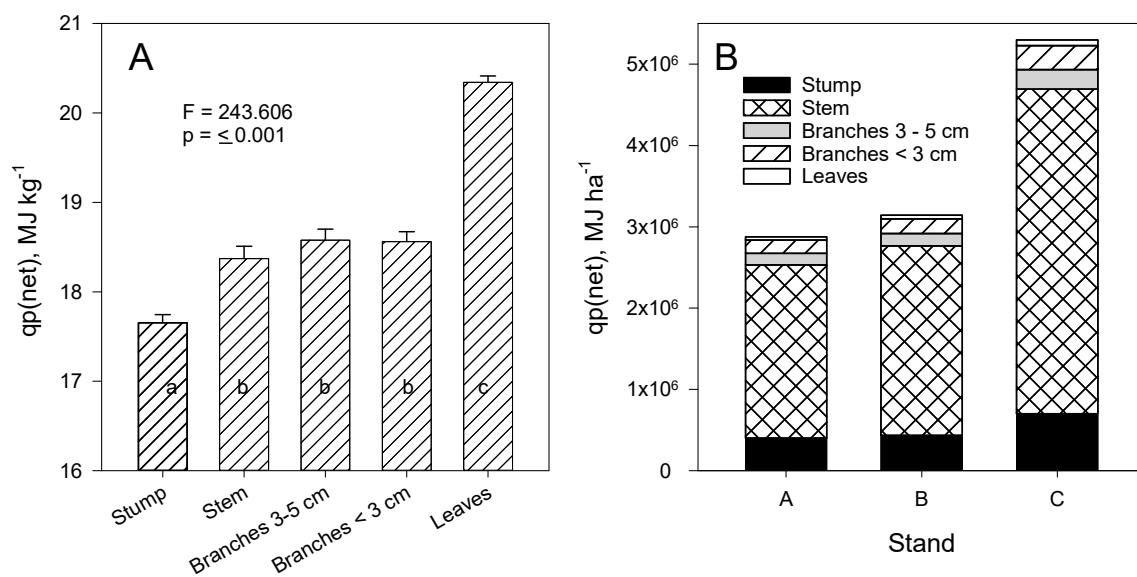 A
F = 243.606
p = ≤ 0.001
qp(net), MJ kg⁻¹
21
20
19
18
17
16
a
b
b
b
c
Stump
Stem
Branches 3-5 cm
Branches < 3 cm
Leaves
B
qp(net), MJ ha⁻¹
5x10⁶
4x10⁶
3x10⁶
2x10⁶
1x10⁶
0
Stump
Stem
Branches 3 - 5 cm
Branches < 3 cm
Leaves
A
B
C
Stand